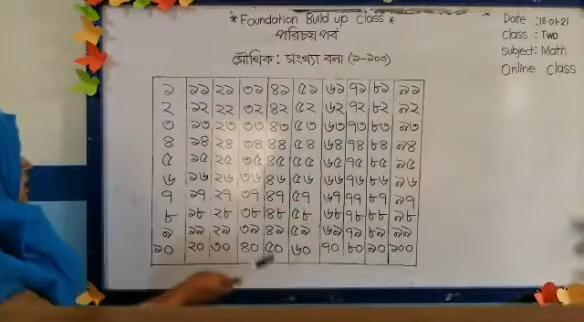 *Foundation Build up class*
পরিচয় পর্ব
মৌখিক : সংখ্যা বলা (১-১০০)
Date :18-01-21
Class : Two
Subject: Math
Online Class
১ ১১ ২১ ৩১ ৪১ ৫১ ৬১ ৭১ ৮১ ৯১
২ ১২ ২২ ৩২ ৪২ ৫২ ৬২ ৭২ ৮২ ৯২
৩ ১৩ ২৩ ৩৩ ৪৩ ৫৩ ৬৩ ৭৩ ৮৩ ৯৩
৪ ১৪ ২৪ ৩৪ ৪৪ ৫৪ ৬৪ ৭৪ ৮৪ ৯৪
৫ ১৫ ২৫ ৩৫ ৪৫ ৫৫ ৬৫ ৭৫ ৮৫ ৯৫
৬ ১৬ ২৬ ৩৬ ৪৬ ৫৬ ৬৬ ৭৬ ৮৬ ৯৬
৭ ১৭ ২৭ ৩৭ ৪৭ ৫৭ ৬৭ ৭৭ ৮৭ ৯৭
৮ ১৮ ২৮ ৩৮ ৪৮ ৫৮ ৬৮ ৭৮ ৮৮ ৯৮
৯ ১৯ ২৯ ৩৯ ৪৯ ৫৯ ৬৯ ৭৯ ৮৯ ৯৯
১০ ২০ ৩০ ৪০ ৫০ ৬০ ৭০ ৮০ ৯০ ১০০